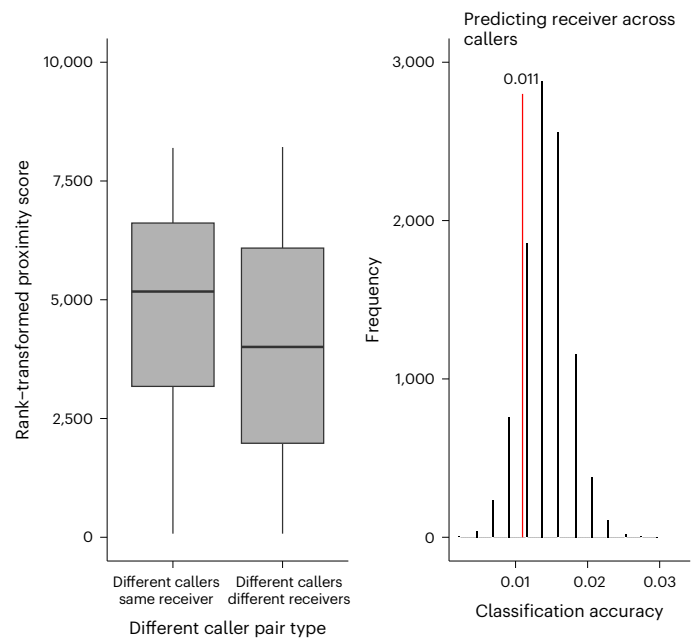 Rank–transformed proximity score
10,000
7,500
5,000
2,500
0
Different callers
same receiver
Different callers
different receivers
Different caller pair type
Predicting receiver across
callers
Frequency
3,000
2,000
1,000
0
0.011
0.01
0.02
0.03
Classification accuracy